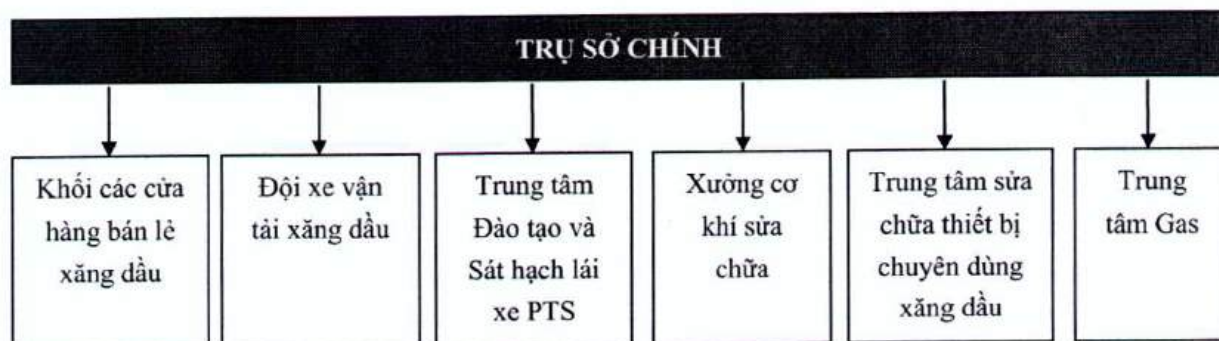 TRỤ SỞ CHÍNH
Khối các cửa
hàng bán lẻ
xăng dầu
Đội xe vận
tải xăng dầu
Trung tâm
Đào tạo và
Sát hạch lái
xe PTS
Xưởng cơ
khí sửa
chữa
Trung tâm sửa
chữa thiết bị
chuyên dùng
xăng dầu
Trung
tâm Gas